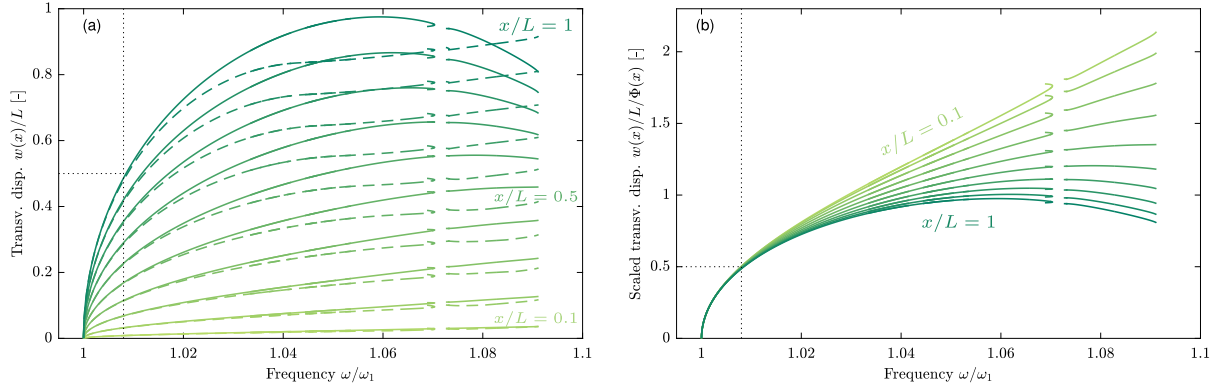 (a)
x/L = 1
x/L = 0.5
x/L = 0.1
Transv. disp. w(x)/L [-]
0
0.2
0.4
0.6
0.8
1
1
1.02
1.04
1.06
1.08
1.1
Frequency ω/ω₁
(b)
x/L = 0.1
x/L = 1
Scaled transv. disp. w(x)/L/Φ(x) [-]
0
0.5
1
1.5
2
1
1.02
1.04
1.06
1.08
1.1
Frequency ω/ω₁